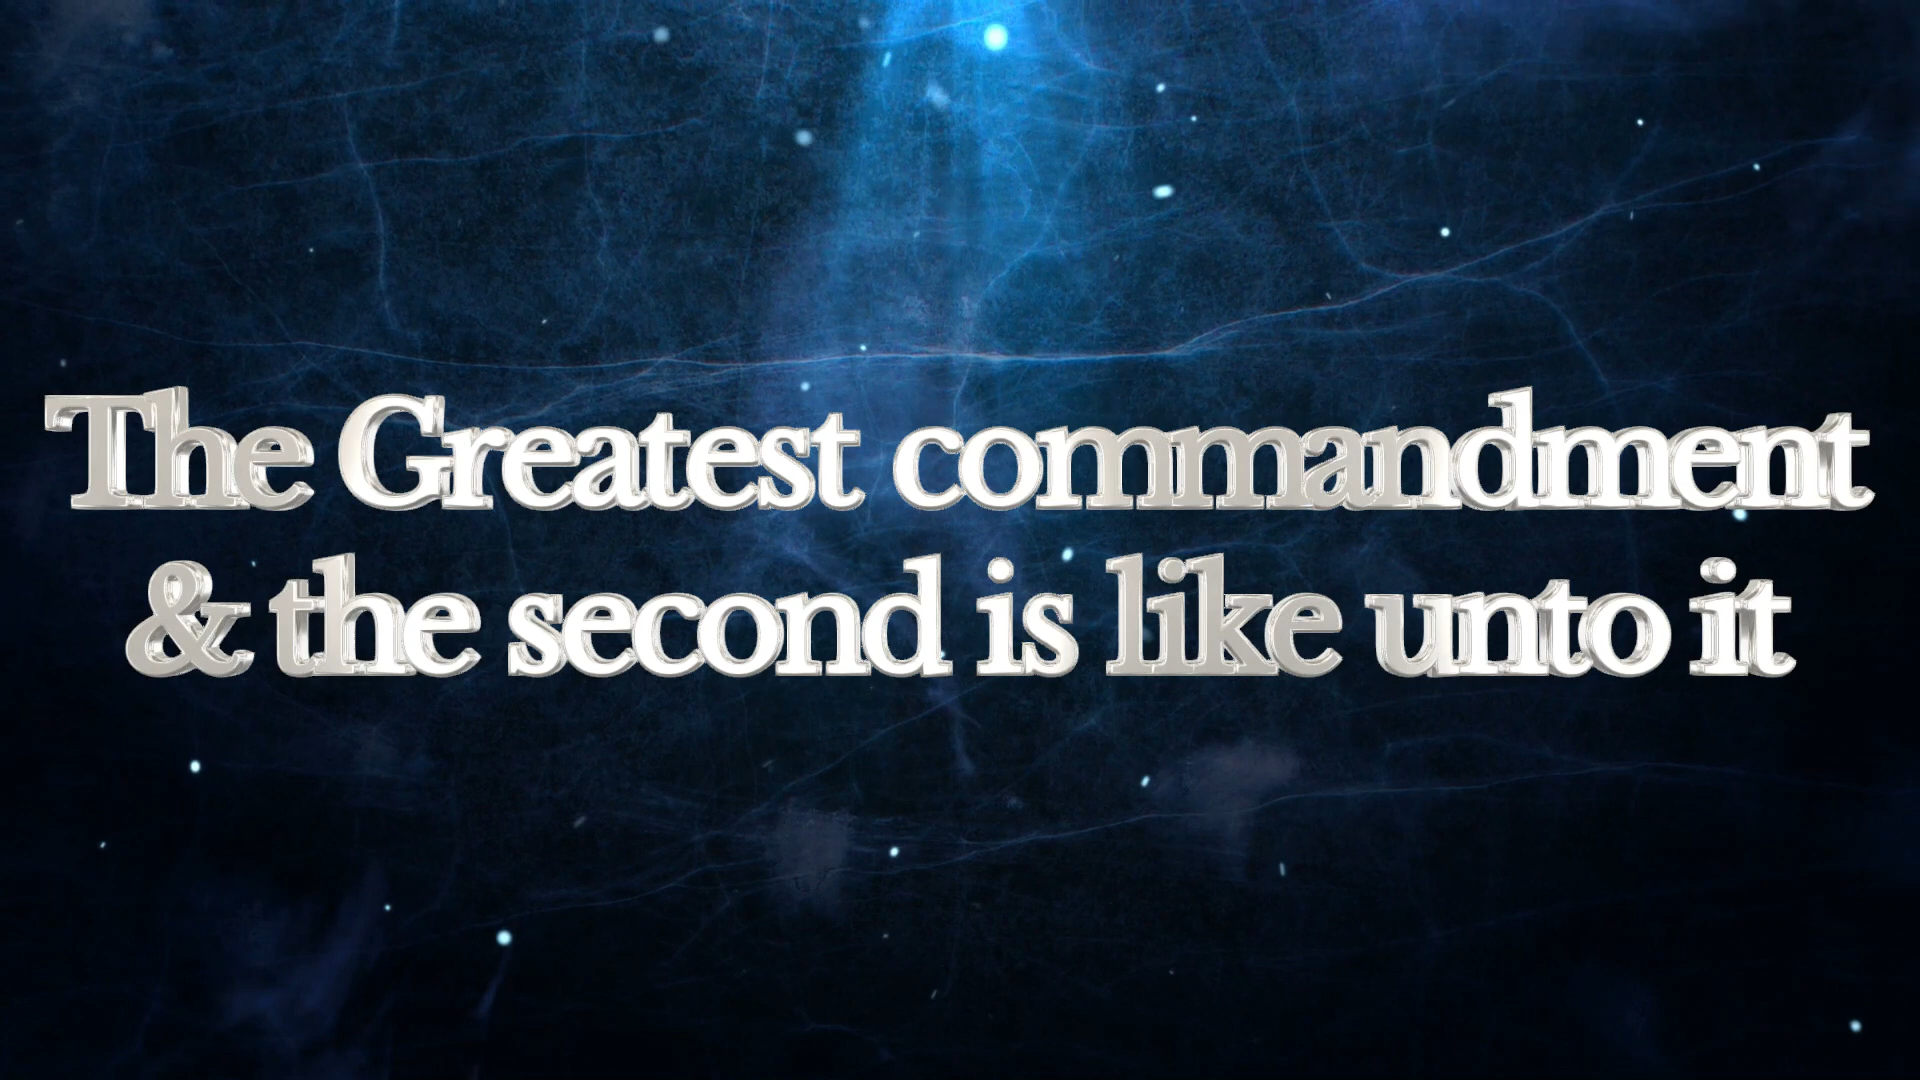 The Greatest commandment
& the second is like unto it